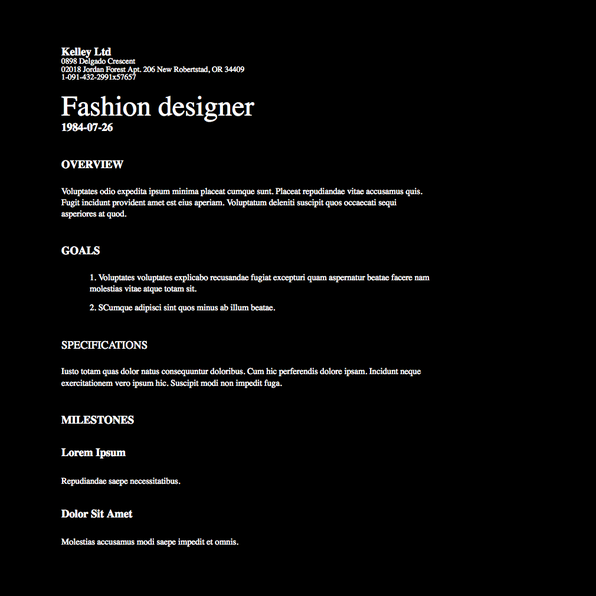 Kelley Ltd
0898 Delgado Crescent
02018 Jordan Forest Apt. 206 New Robertstad, OR 34409
1-091-432-2991x57657
Fashion designer
1984-07-26
OVERVIEW
Voluptates odio expedita ipsum minima placeat cumque sunt. Placeat repudiandae vitae accusamus quis.
Fugit incidunt provident amet est eius aperiam. Voluptatum deleniti suscipit quos occaecati sequi
asperiores at quod.
GOALS
1. Voluptates voluptates explicabo recusandae fugiat excepturi quam aspernatur beatae facere nam
molestias vitae atque totam sit.
2. SCumque adipisci sint quos minus ab illum beatae.
SPECIFICATIONS
Iusto totam quas dolor natus consequuntur doloribus. Cum hic perferendis dolore ipsam. Incidunt neque
exercitationem vero ipsum hic. Suscipit modi non impedit fuga.
MILESTONES
Lorem Ipsum
Repudiandae saepe necessitatibus.
Dolor Sit Amet
Molestias accusamus modi saepe impedit et omnis.